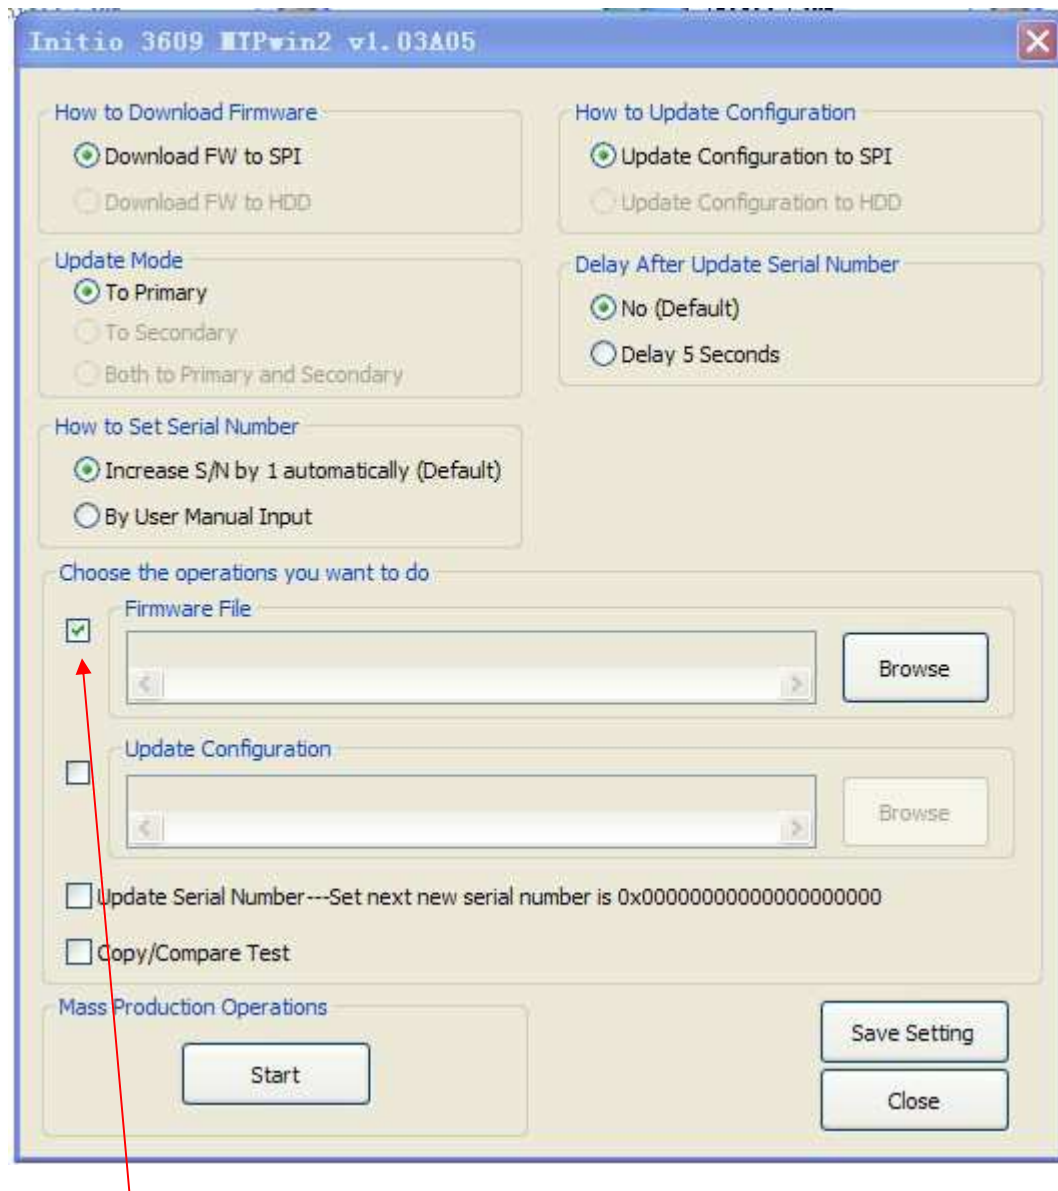 Initio 3609 MTPwin2 v1.03A05
How to Download Firmware
Download FW to SPI
Download FW to HDD
How to Update Configuration
Update Configuration to SPI
Update Configuration to HDD
Update Mode
To Primary
To Secondary
Both to Primary and Secondary
Delay After Update Serial Number
No (Default)
Delay 5 Seconds
How to Set Serial Number
Increase S/N by 1 automatically (Default)
By User Manual Input
Choose the operations you want to do
Firmware File
Browse
Update Configuration
Browse
Update Serial Number---Set next new serial number is 0x00000000000000000000
Copy/Compare Test
Mass Production Operations
Start
Save Setting
Close